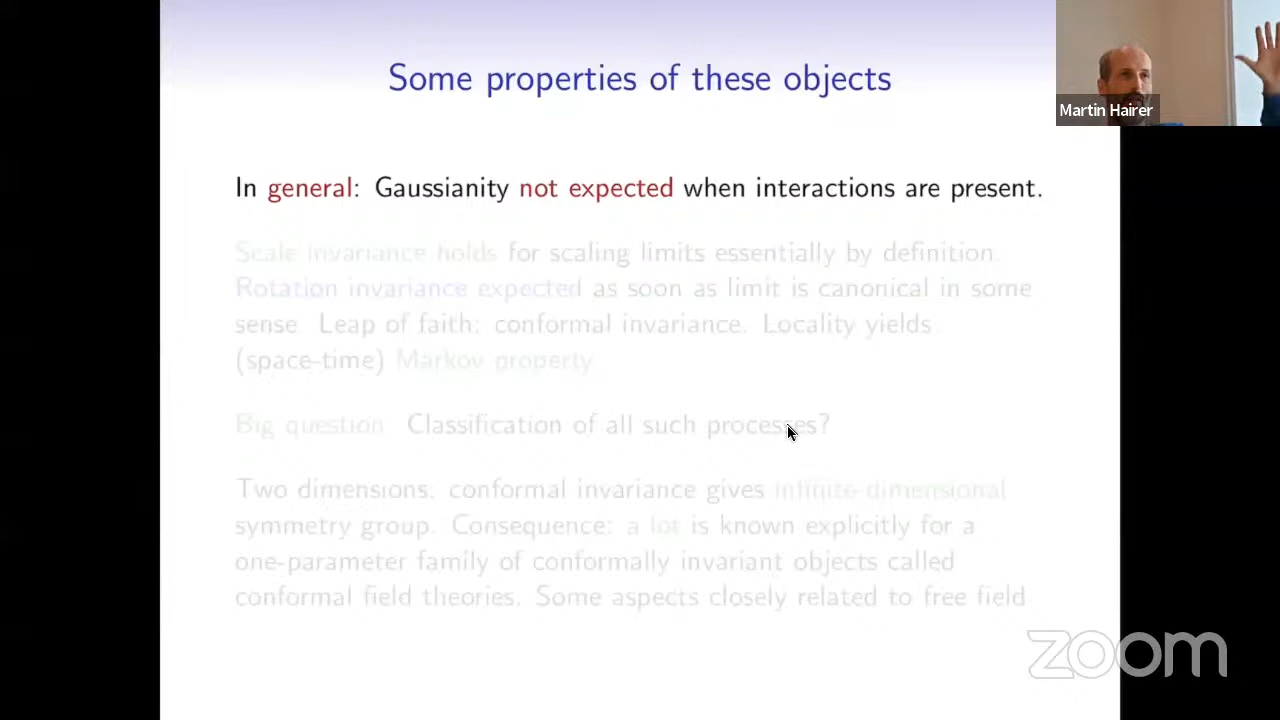 Some properties of these objects
Martin Hairer
In general: Gaussianity not expected when interactions are present.
Scale invariance holds for scaling limits essentially by definition.
Rotation invariance expected as soon as limit is canonical in some
sense. Leap of faith: conformal invariance. Locality yields
(space-time) Markov property.
Big question: Classification of all such processes?
Two dimensions: conformal invariance gives infinite-dimensional
symmetry group. Consequence: a lot is known explicitly for a
one-parameter family of conformally invariant objects called
conformal field theories. Some aspects closely related to free field
zoom